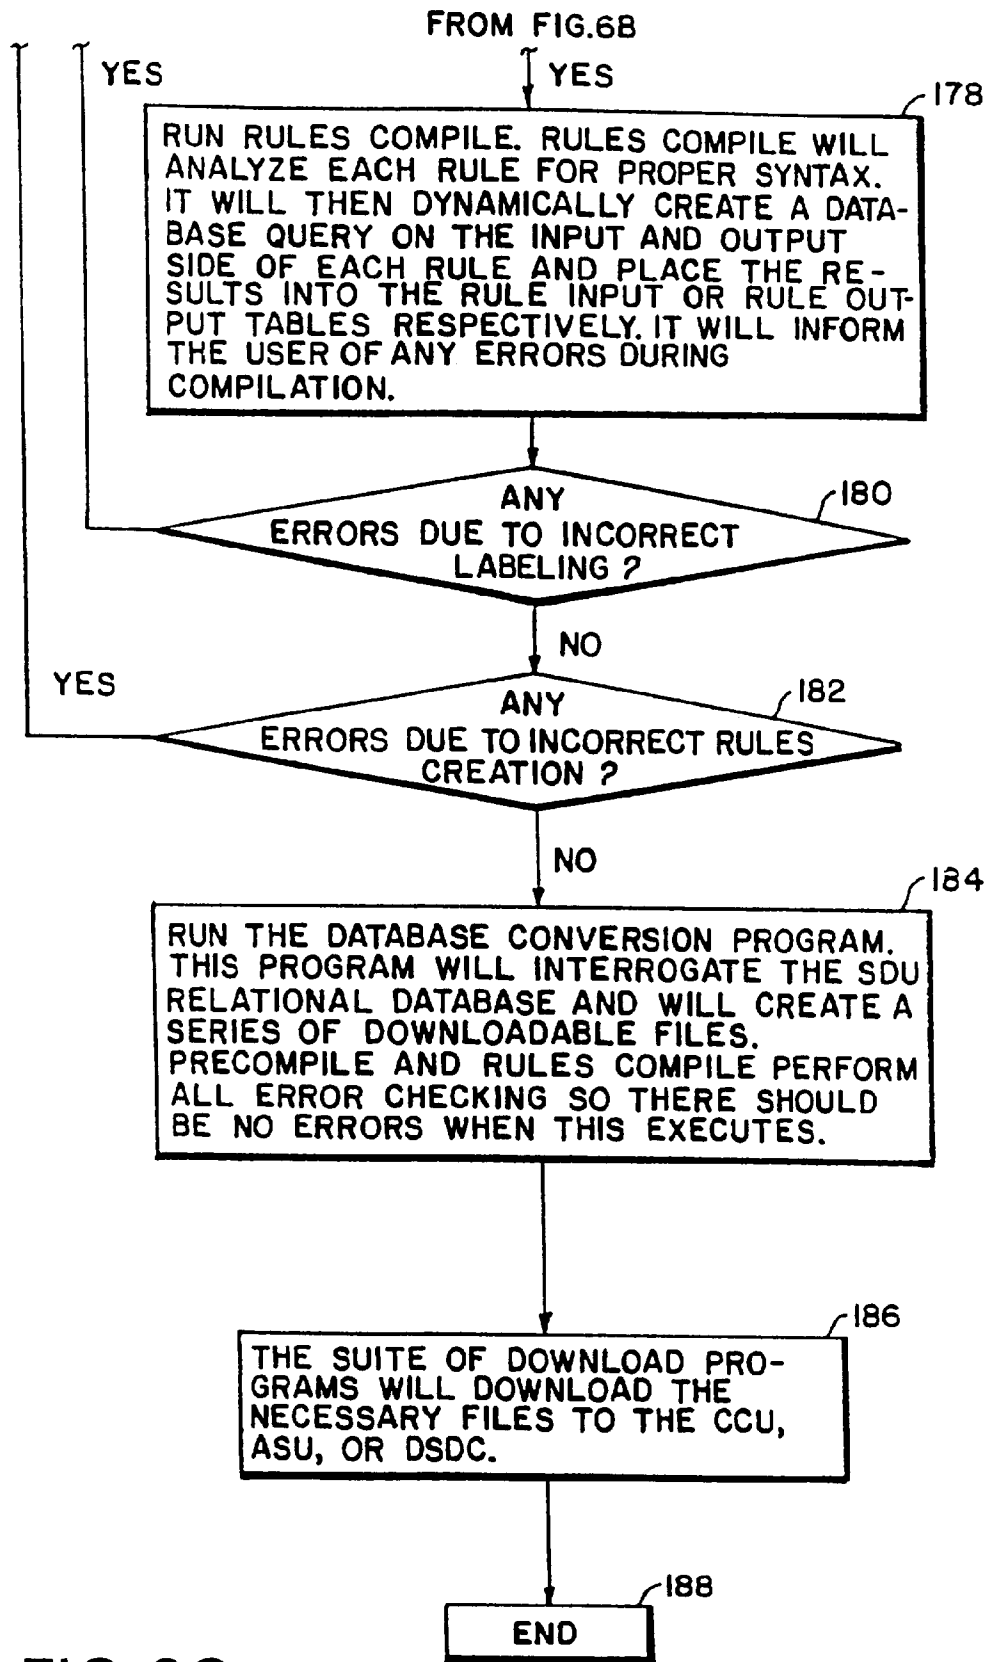 FROM FIG.6B
YES
YES
178
RUN RULES COMPILE. RULES COMPILE WILL
ANALYZE EACH RULE FOR PROPER SYNTAX.
IT WILL THEN DYNAMICALLY CREATE A DATA-
BASE QUERY ON THE INPUT AND OUTPUT
SIDE OF EACH RULE AND PLACE THE RE-
SULTS INTO THE RULE INPUT OR RULE OUT-
PUT TABLES RESPECTIVELY. IT WILL INFORM
THE USER OF ANY ERRORS DURING
COMPILATION.
180
ANY
ERRORS DUE TO INCORRECT
LABELING ?
NO
YES
182
ANY
ERRORS DUE TO INCORRECT RULES
CREATION ?
NO
184
RUN THE DATABASE CONVERSION PROGRAM.
THIS PROGRAM WILL INTERROGATE THE SDU
RELATIONAL DATABASE AND WILL CREATE A
SERIES OF DOWNLOADABLE FILES.
PRECOMPILE AND RULES COMPILE PERFORM
ALL ERROR CHECKING SO THERE SHOULD
BE NO ERRORS WHEN THIS EXECUTES.
186
THE SUITE OF DOWNLOAD PRO-
GRAMS WILL DOWNLOAD THE
NECESSARY FILES TO THE CCU,
ASU, OR DSDC.
188
END